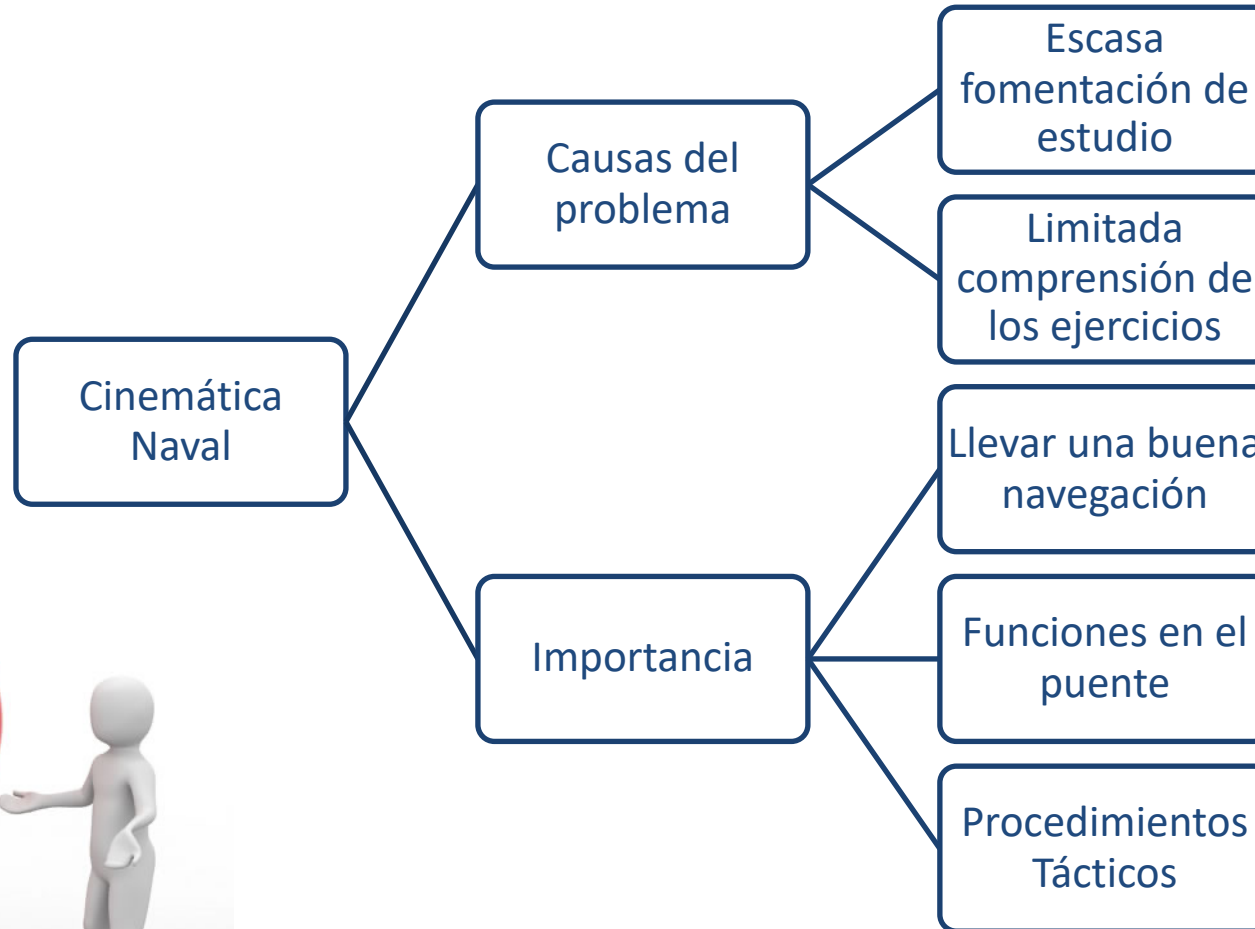 Cinemática
Naval
Causas del
problema
Escasa
fomentación de
estudio
Limitada
comprensión de
los ejercicios
Importancia
Llevar una buena
navegación
Funciones en el
puente
Procedimientos
Tácticos